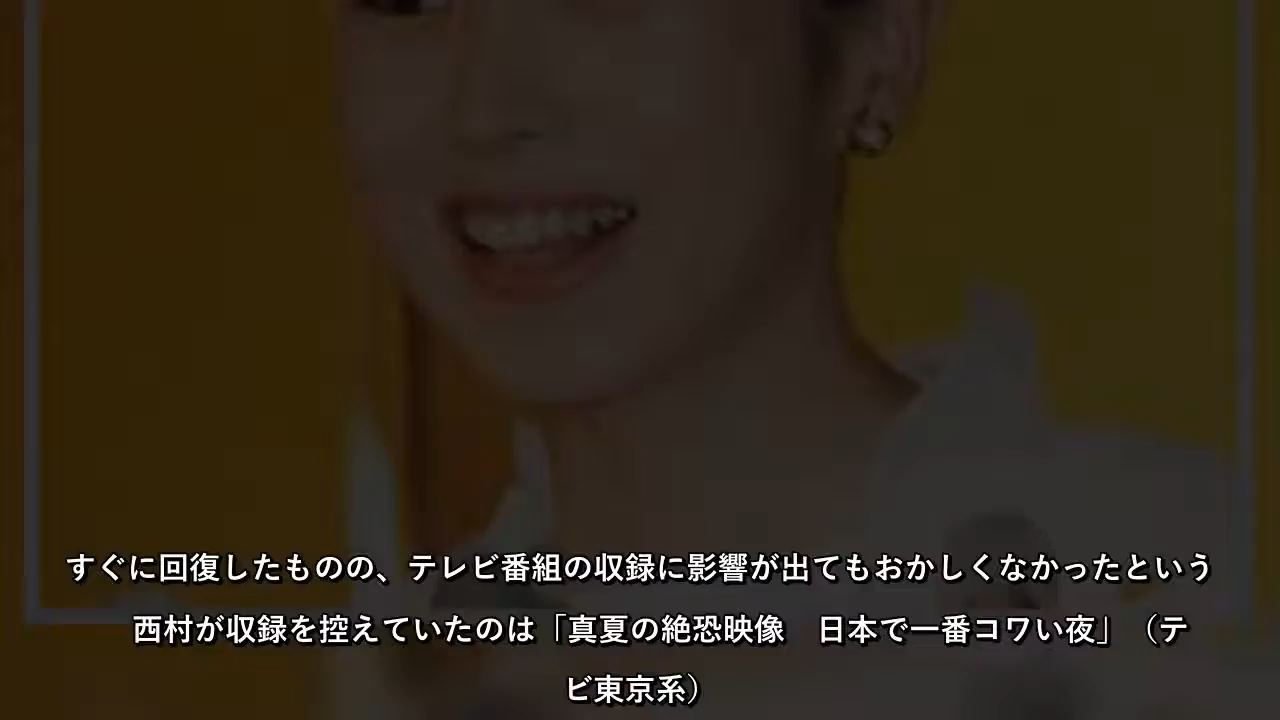 すぐに回復したものの、テレビ番組の収録に影響が出てもおかしくなかったという
西村が収録を控えていたのは「真夏の絶恐映像　日本で一番コワい夜」（テ
ビ東京系）